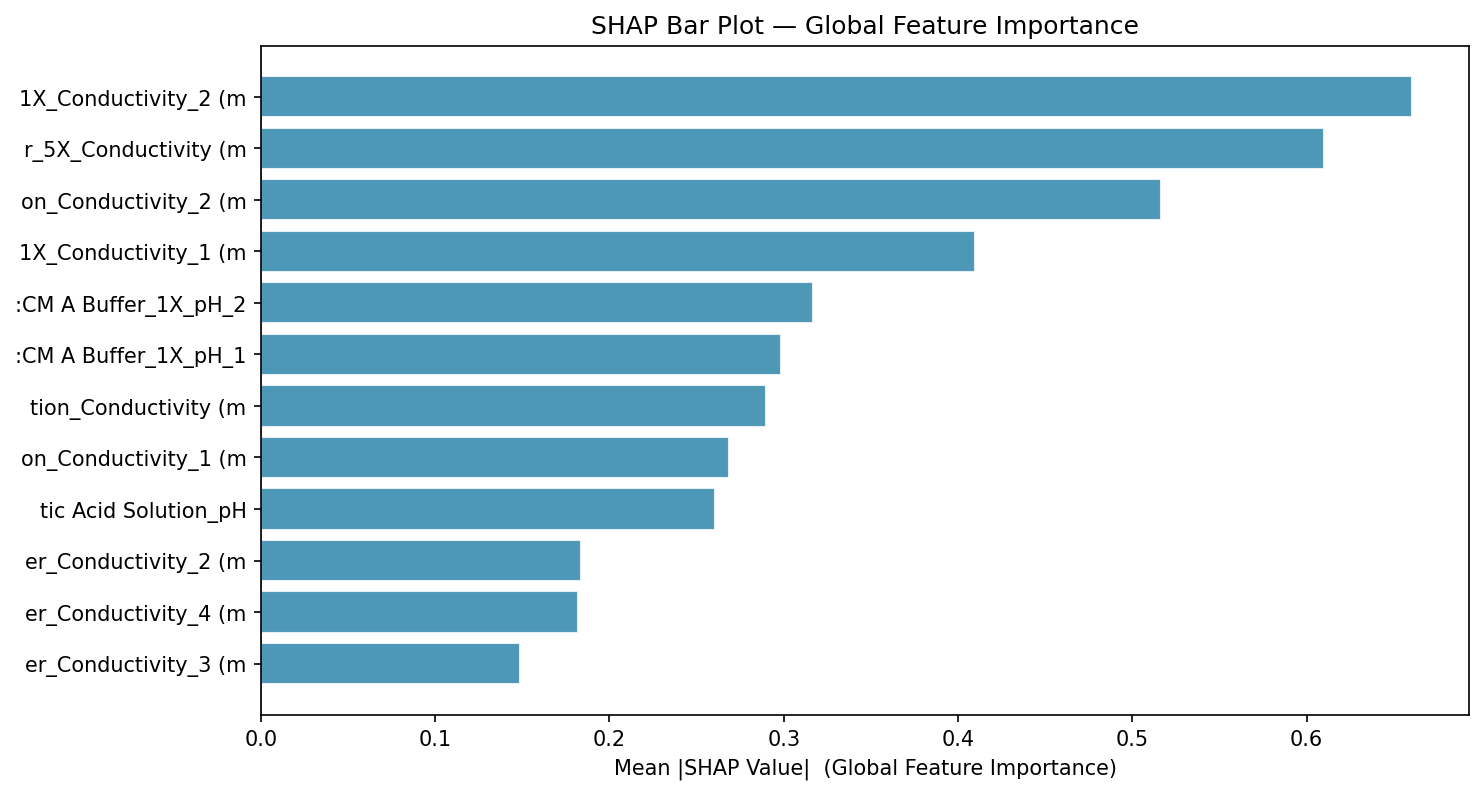 SHAP Bar Plot — Global Feature Importance
1X_Conductivity_2 (m
r_5X_Conductivity (m
on_Conductivity_2 (m
1X_Conductivity_1 (m
:CM A Buffer_1X_pH_2
:CM A Buffer_1X_pH_1
tion_Conductivity (m
on_Conductivity_1 (m
tic Acid Solution_pH
er_Conductivity_2 (m
er_Conductivity_4 (m
er_Conductivity_3 (m
0.0 0.1 0.2 0.3 0.4 0.5 0.6
Mean |SHAP Value|  (Global Feature Importance)